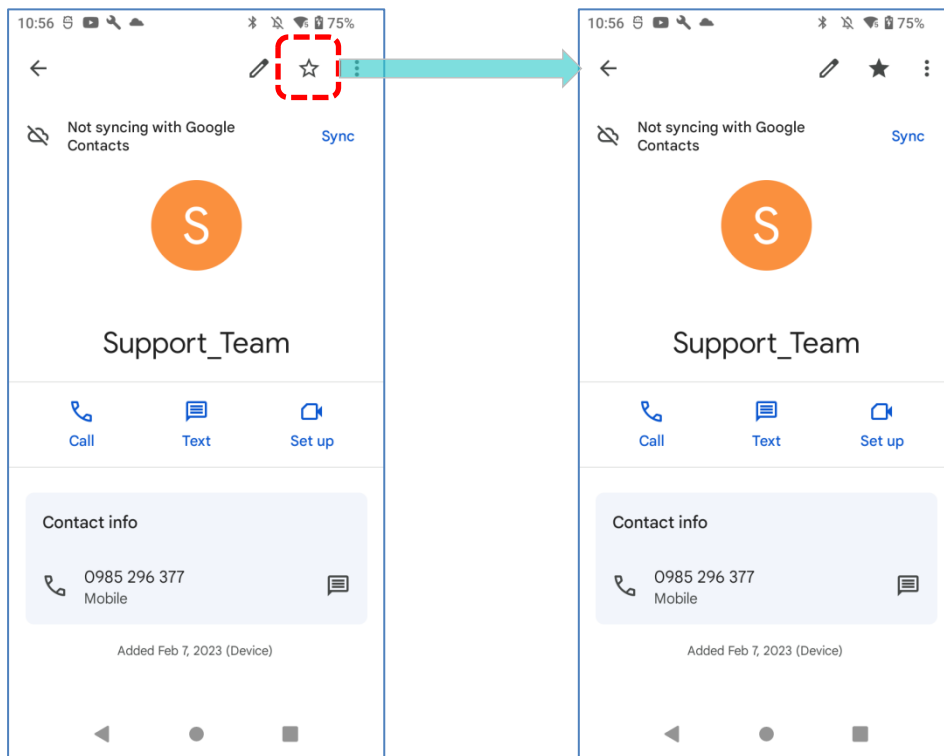 10:56 75%
Not syncing with Google
Contacts
Sync
S
Support_Team
Call Text Set up
Contact info
0985 296 377
Mobile
Added Feb 7, 2023 (Device)
10:56 75%
Not syncing with Google
Contacts
Sync
S
Support_Team
Call Text Set up
Contact info
0985 296 377
Mobile
Added Feb 7, 2023 (Device)